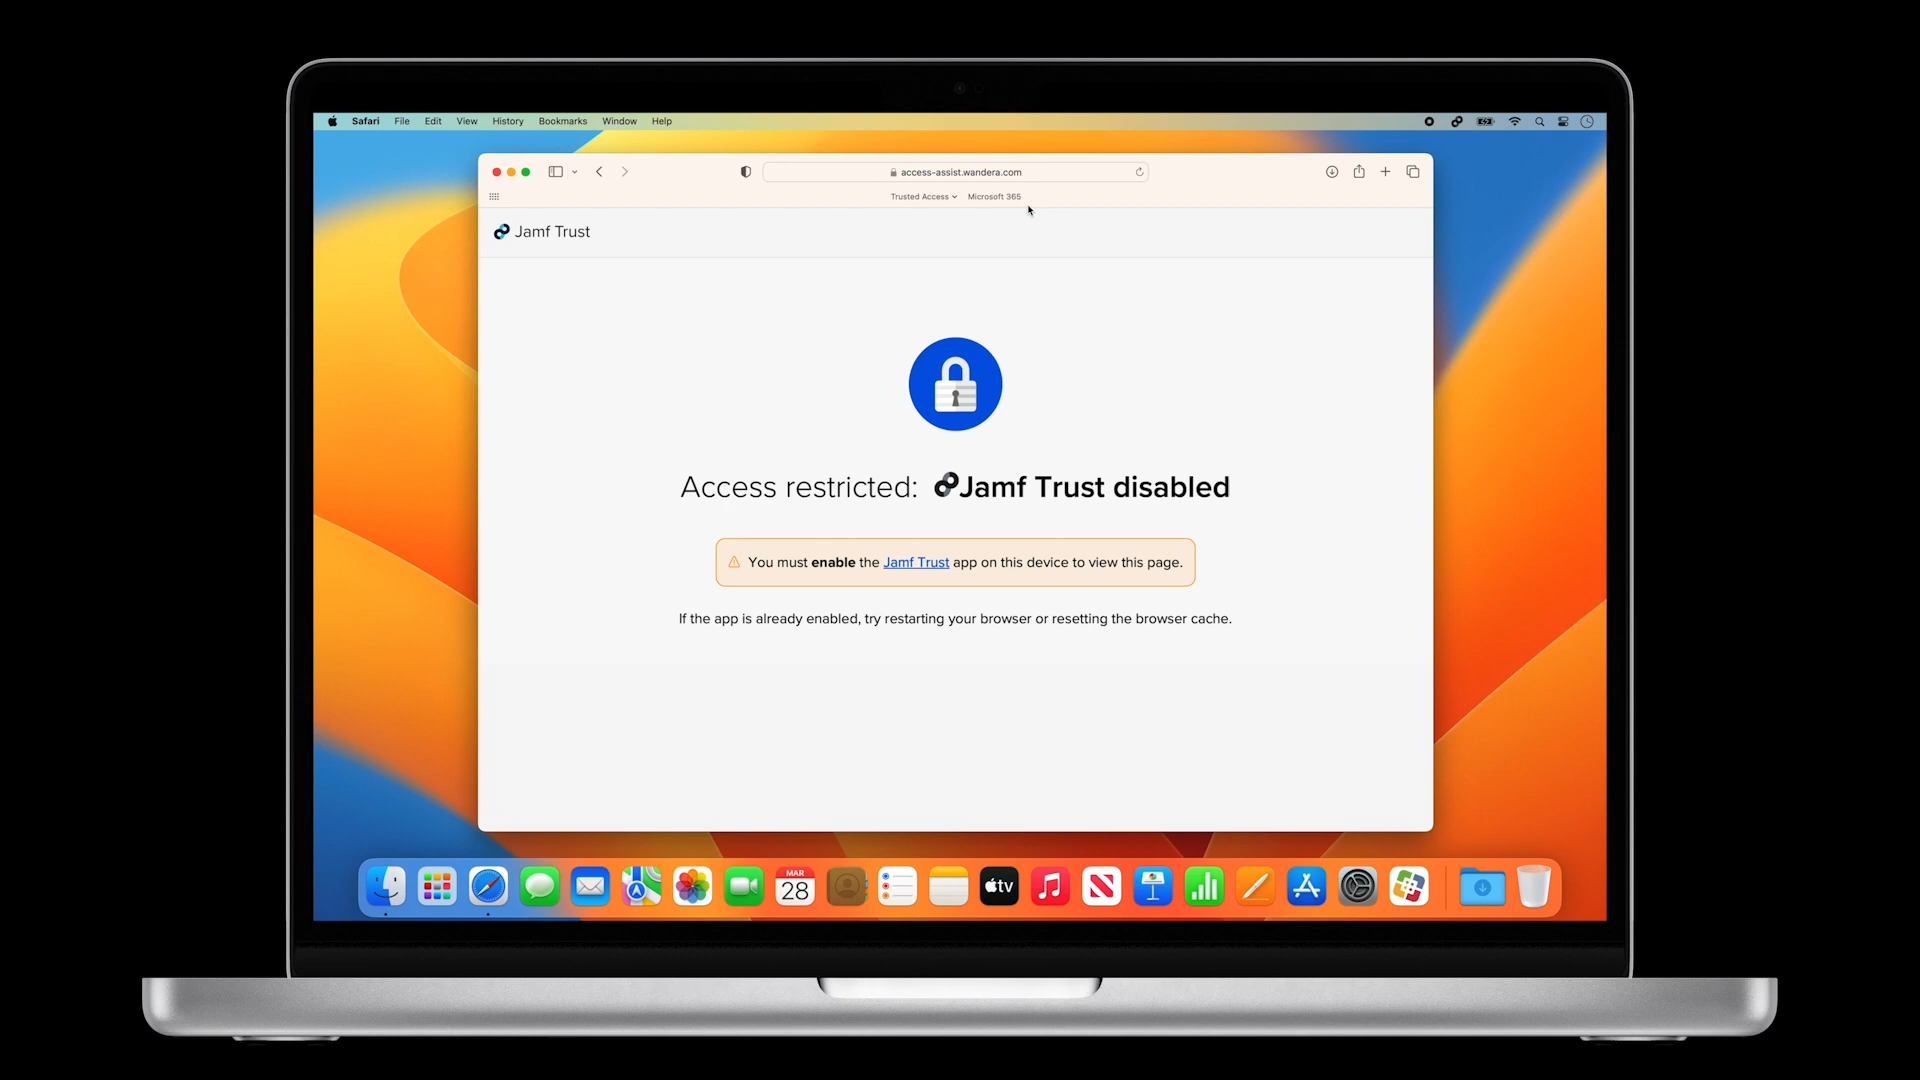 Safari File Edit View History Bookmarks Window Help
access-assist.wandera.com
Trusted Access Microsoft 365
Jamf Trust
Access restricted: Jamf Trust disabled
You must enable the Jamf Trust app on this device to view this page.
If the app is already enabled, try restarting your browser or resetting the browser cache.
MAR
28
tv